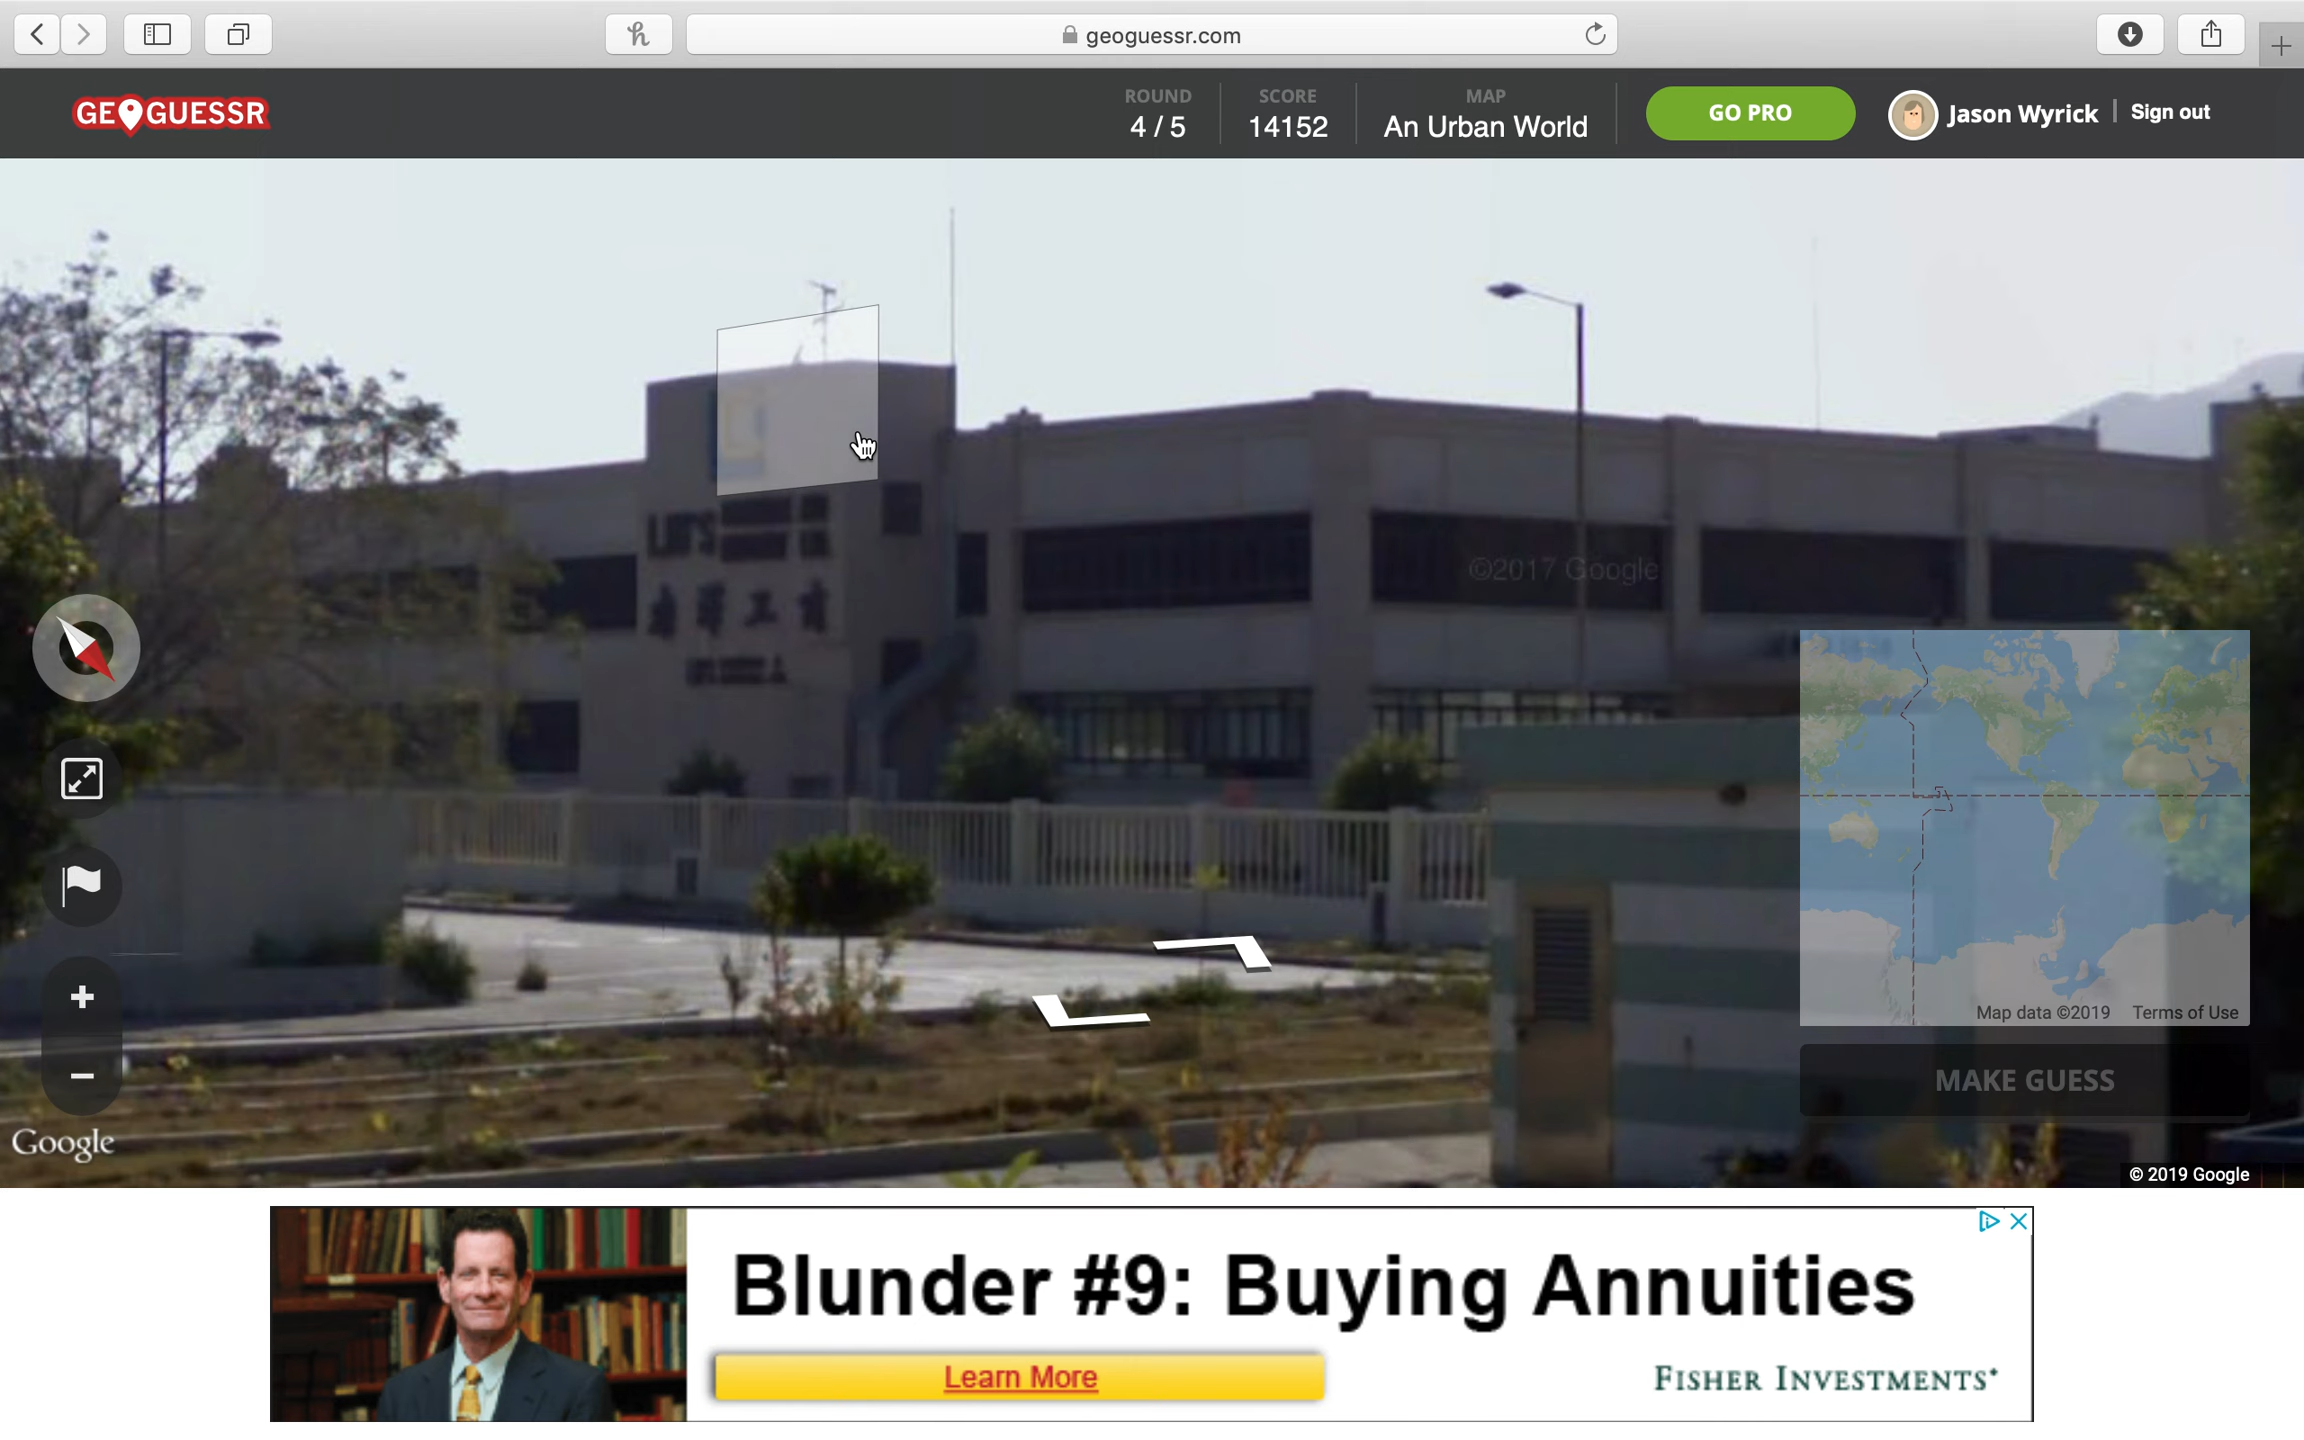 geoguessr.com
GEOGUESSR
ROUND
4 / 5
SCORE
14152
MAP
An Urban World
GO PRO
Jason Wyrick
Sign out
©2017 Google
Map data ©2019
Terms of Use
MAKE GUESS
Google
© 2019 Google
Blunder #9: Buying Annuities
Learn More
FISHER INVESTMENTS